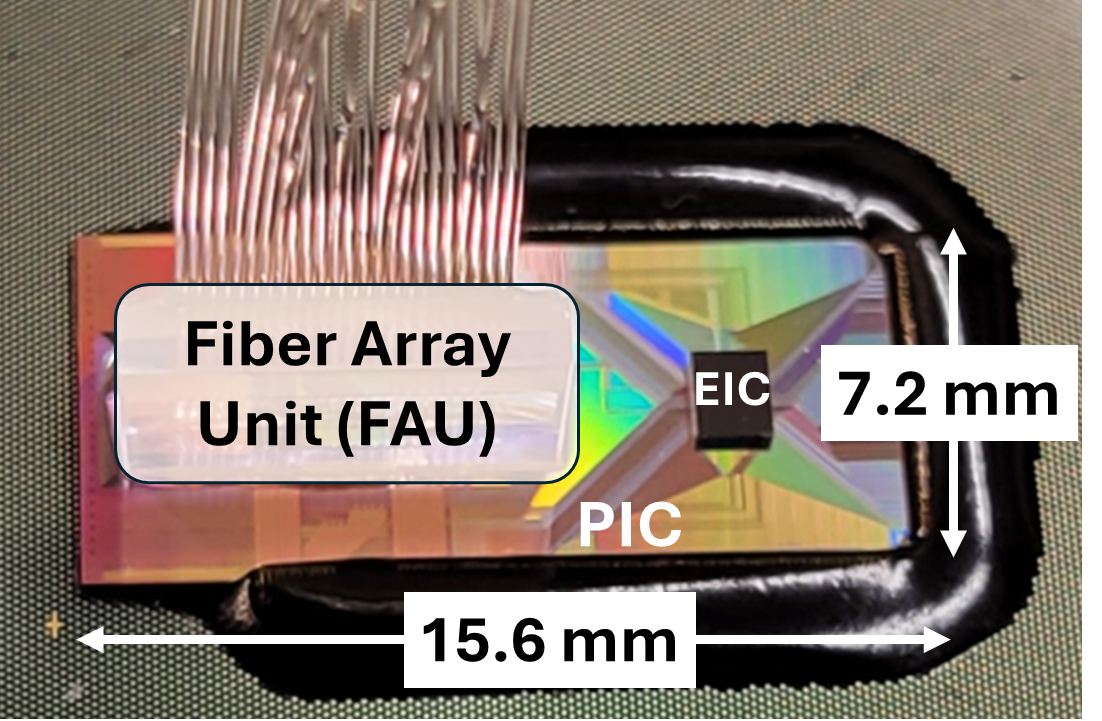 Fiber Array
Unit (FAU)
EIC
7.2 mm
PIC
15.6 mm